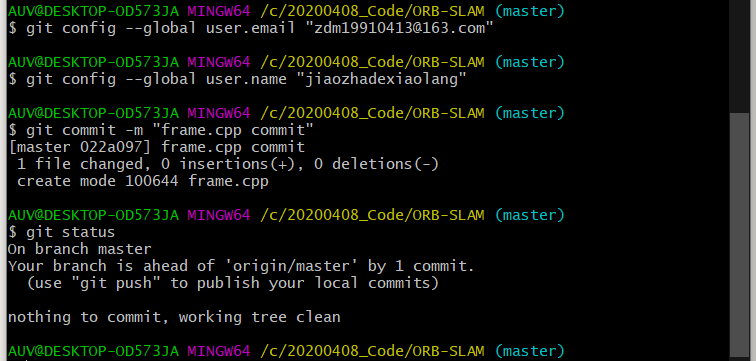 AUV@DESKTOP-OD573JA MINGW64 /c/20200408_Code/ORB-SLAM (master)
$ git config --global user.email "zdm19910413@163.com"
AUV@DESKTOP-OD573JA MINGW64 /c/20200408_Code/ORB-SLAM (master)
$ git config --global user.name "jiaozhadexiaolang"
AUV@DESKTOP-OD573JA MINGW64 /c/20200408_Code/ORB-SLAM (master)
$ git commit -m "frame.cpp commit"
[master 022a097] frame.cpp commit
1 file changed, 0 insertions(+), 0 deletions(-)
create mode 100644 frame.cpp
AUV@DESKTOP-OD573JA MINGW64 /c/20200408_Code/ORB-SLAM (master)
$ git status
On branch master
Your branch is ahead of 'origin/master' by 1 commit.
(use "git push" to publish your local commits)
nothing to commit, working tree clean
AUV@DESKTOP-OD573JA MINGW64 /c/20200408_Code/ORB-SLAM (master)